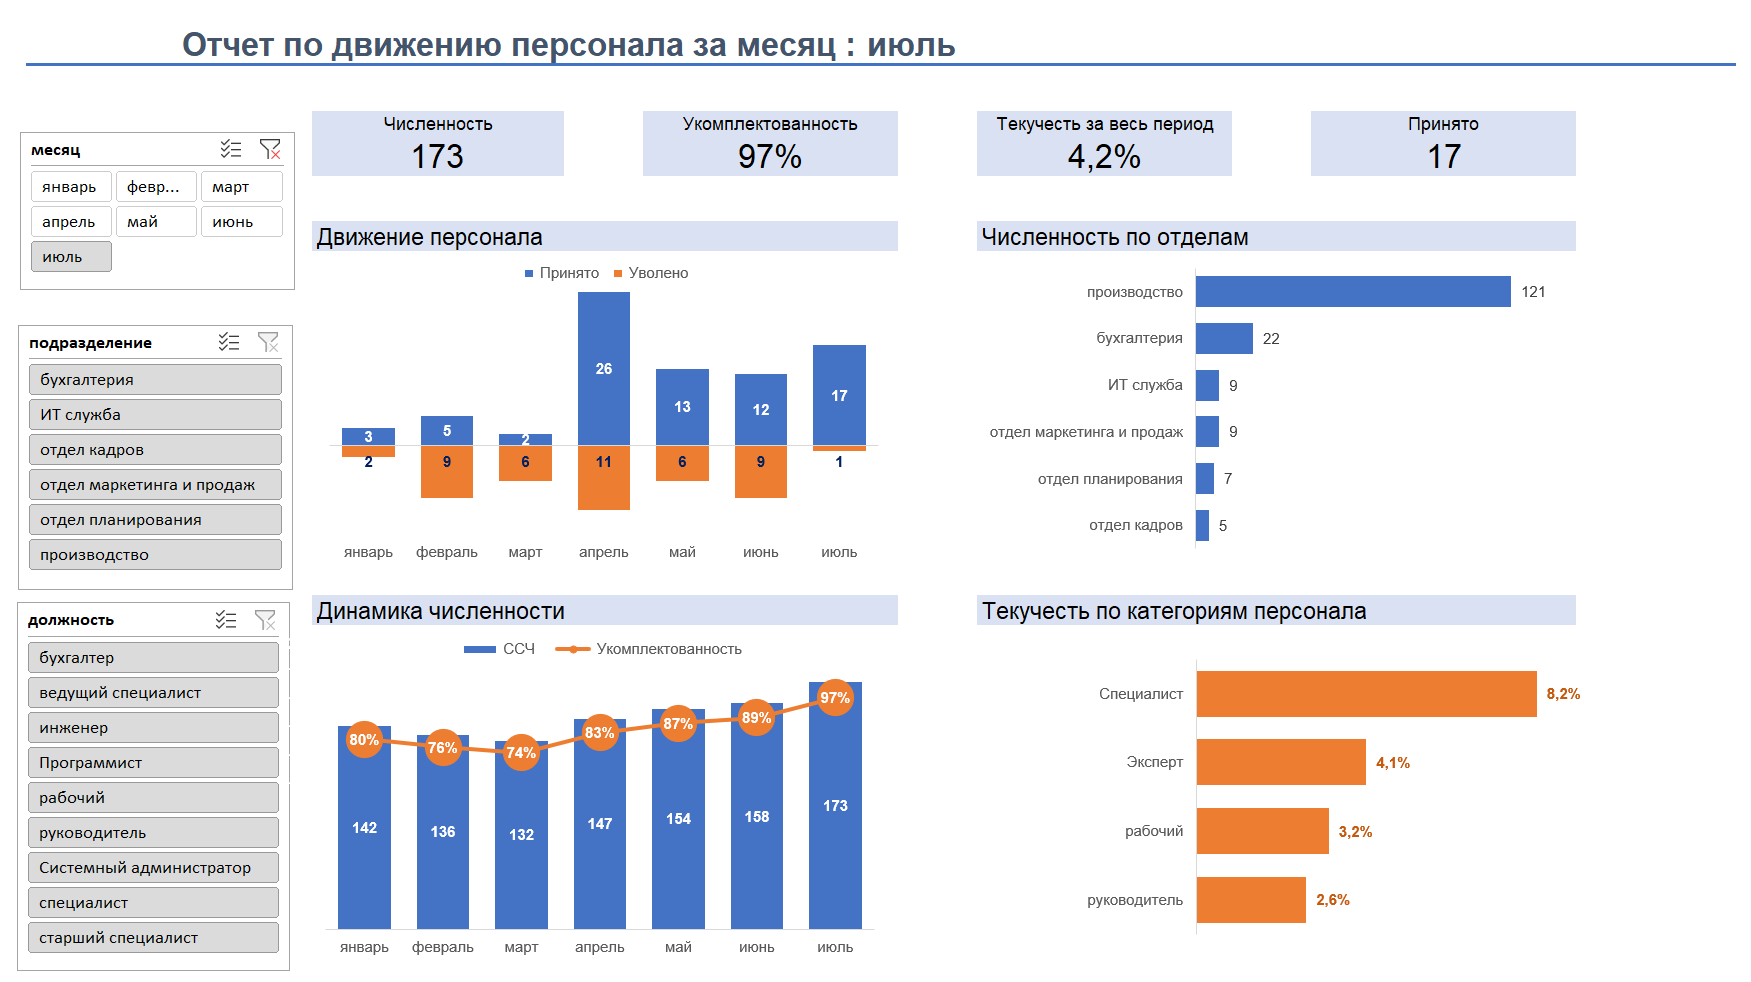 Отчет по движению персонала за месяц : июль
месяц
январь
февр...
март
апрель
май
июнь
июль
подразделение
бухгалтерия
ИТ служба
отдел кадров
отдел маркетинга и продаж
отдел планирования
производство
должность
бухгалтер
ведущий специалист
инженер
Программист
рабочий
руководитель
Системный администратор
специалист
старший специалист
Численность
173
Укомплектованность
97%
Текучесть за весь период
4,2%
Принято
17
Движение персонала
Принято Уволено
3 5 2 26 13 12 17
2 9 6 11 6 9 1
январь февраль март апрель май июнь июль
Численность по отделам
производство 121
бухгалтерия 22
ИТ служба 9
отдел маркетинга и продаж 9
отдел планирования 7
отдел кадров 5
Динамика численности
ССЧ Укомплектованность
80% 76% 74% 83% 87% 89% 97%
142 136 132 147 154 158 173
январь февраль март апрель май июнь июль
Текучесть по категориям персонала
Специалист 8,2%
Эксперт 4,1%
рабочий 3,2%
руководитель 2,6%